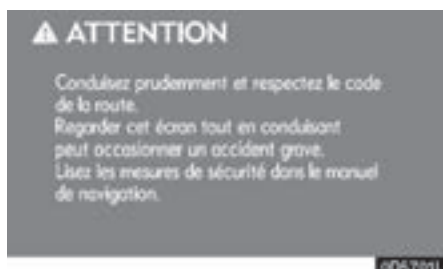 ATTENTION
Conduisez prudemment et respectez le code
de la route.
Regarder cet écran tout en conduisant
peut occasionner un accident grave.
Lisez les mesures de sécurité dans le manuel
de navigation.